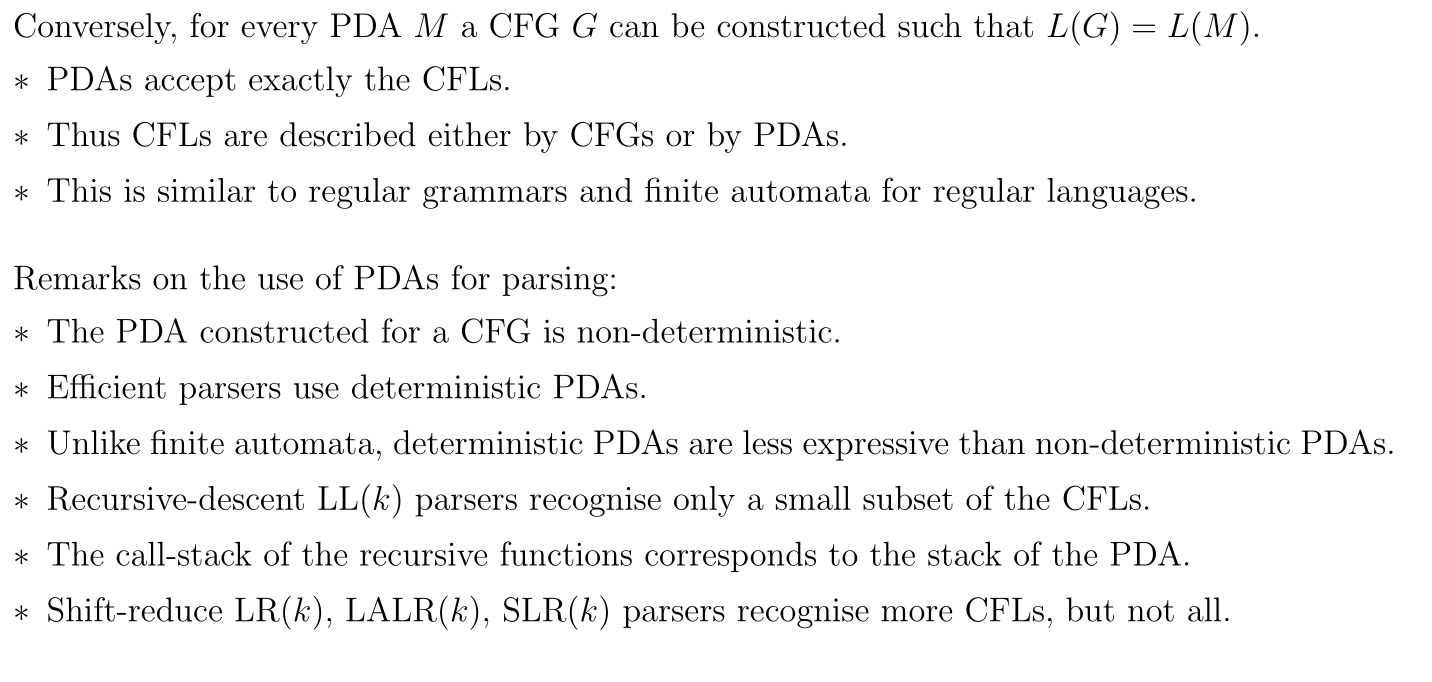 Conversely, for every PDA M a CFG G can be constructed such that L(G) = L(M).
∗ PDAs accept exactly the CFLs.
∗ Thus CFLs are described either by CFGs or by PDAs.
∗ This is similar to regular grammars and finite automata for regular languages.
Remarks on the use of PDAs for parsing:
∗ The PDA constructed for a CFG is non-deterministic.
∗ Efficient parsers use deterministic PDAs.
∗ Unlike finite automata, deterministic PDAs are less expressive than non-deterministic PDAs.
∗ Recursive-descent LL(k) parsers recognise only a small subset of the CFLs.
∗ The call-stack of the recursive functions corresponds to the stack of the PDA.
∗ Shift-reduce LR(k), LALR(k), SLR(k) parsers recognise more CFLs, but not all.